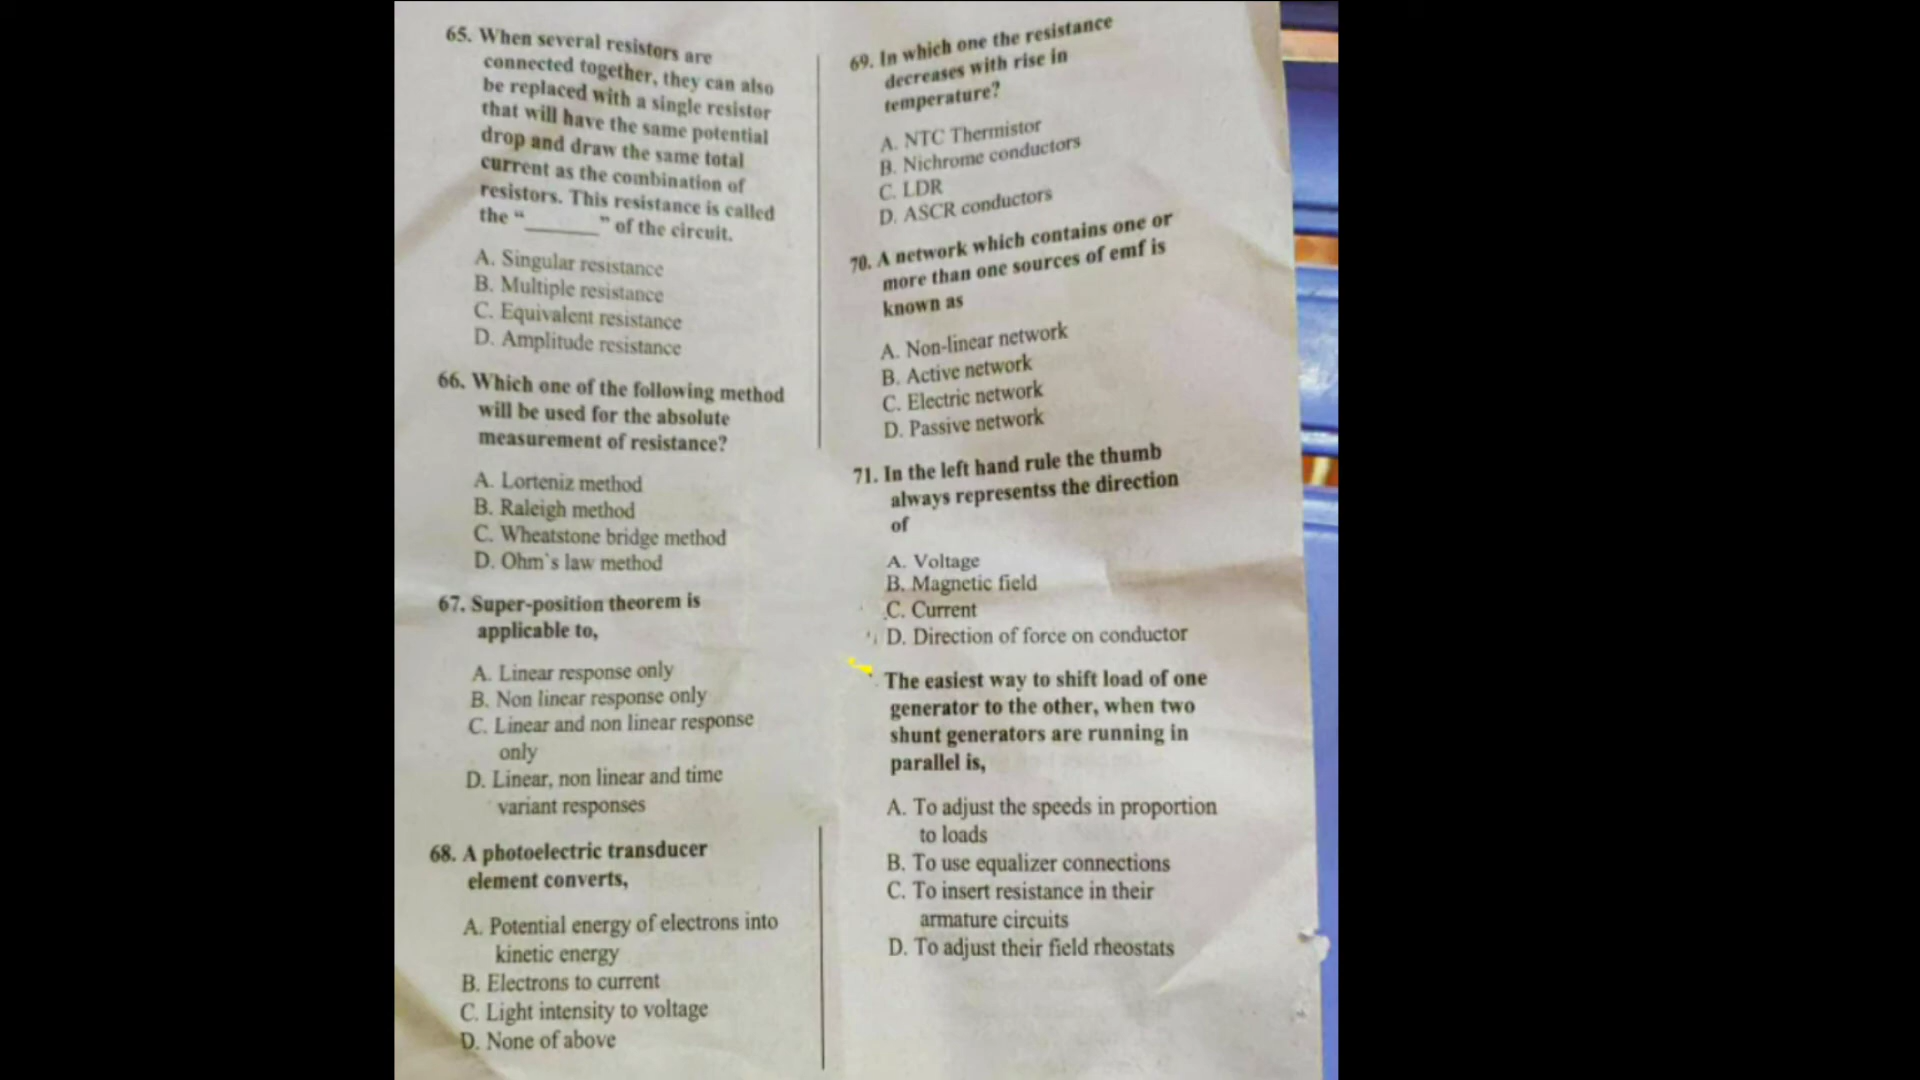 65. When several resistors are
connected together, they can also
be replaced with a single resistor
that will have the same potential
drop and draw the same total
current as the combination of
resistors. This resistance is called
the “______” of the circuit.
A. Singular resistance
B. Multiple resistance
C. Equivalent resistance
D. Amplitude resistance
66. Which one of the following method
will be used for the absolute
measurement of resistance?
A. Lorteniz method
B. Raleigh method
C. Wheatstone bridge method
D. Ohm`s law method
67. Super-position theorem is
applicable to,
A. Linear response only
B. Non linear response only
C. Linear and non linear response
only
D. Linear, non linear and time
variant responses
68. A photoelectric transducer
element converts,
A. Potential energy of electrons into
kinetic energy
B. Electrons to current
C. Light intensity to voltage
D. None of above
69. In which one the resistance
decreases with rise in
temperature?
A. NTC Thermistor
B. Nichrome conductors
C. LDR
D. ASCR conductors
70. A network which contains one or
more than one sources of emf is
known as
A. Non-linear network
B. Active network
C. Electric network
D. Passive network
71. In the left hand rule the thumb
always representss the direction
of
A. Voltage
B. Magnetic field
C. Current
D. Direction of force on conductor
The easiest way to shift load of one
generator to the other, when two
shunt generators are running in
parallel is,
A. To adjust the speeds in proportion
to loads
B. To use equalizer connections
C. To insert resistance in their
armature circuits
D. To adjust their field rheostats